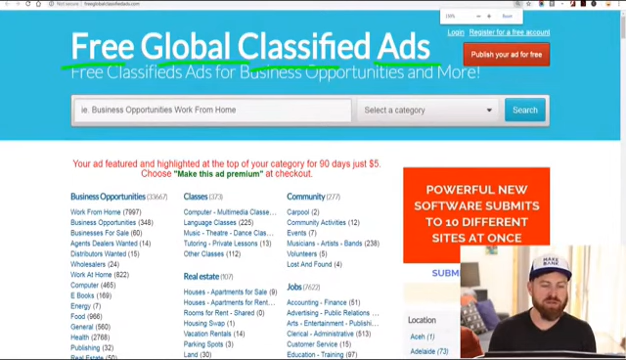 Not secured
freeglobalclassifiedads.com
110%
Reset
Login
Register for a free account
Free Global Classified Ads
Publish your ad for free
Free Classifieds Ads for Business Opportunities and More!
ie. Business Opportunities Work From Home
Select a category
Search
Your ad featured and highlighted at the top of your category for 90 days just $5.
Choose "Make this ad premium" at checkout.
Business Opportunities (33667)
Work From Home (7997)
Business Opportunities (348)
Businesses For Sale (60)
Agents Dealers Wanted (14)
Distributors Wanted (15)
Wholesalers (24)
Work At Home (822)
Computer (465)
E Books (169)
Energy (7)
Food (966)
General (560)
Health (2768)
Publishing (32)
Real Estate (50)
Classes (373)
Computer - Multimedia Classe...
Language Classes (225)
Music - Theatre - Dance Clas...
Tutoring - Private Lessons (13)
Other Classes (112)
Real estate (107)
Houses - Apartments for Sale (9)
Houses - Apartments for Rent...
Rooms for Rent - Shared (0)
Housing Swap (1)
Vacation Rentals (14)
Parking Spots (3)
Land (30)
Community (277)
Carpool (2)
Community Activities (12)
Events (7)
Musicians - Artists - Bands (238)
Volunteers (5)
Lost And Found (4)
Jobs (7622)
Accounting - Finance (51)
Advertising - Public Relations ...
Arts - Entertainment - Publishi...
Clerical - Administrative (513)
Customer Service (15)
Education - Training (97)
POWERFUL NEW
SOFTWARE SUBMITS
TO 10 DIFFERENT
SITES AT ONCE
SUBM
Location
Aceh (1)
Adelaide (73)
MAKE
BANK